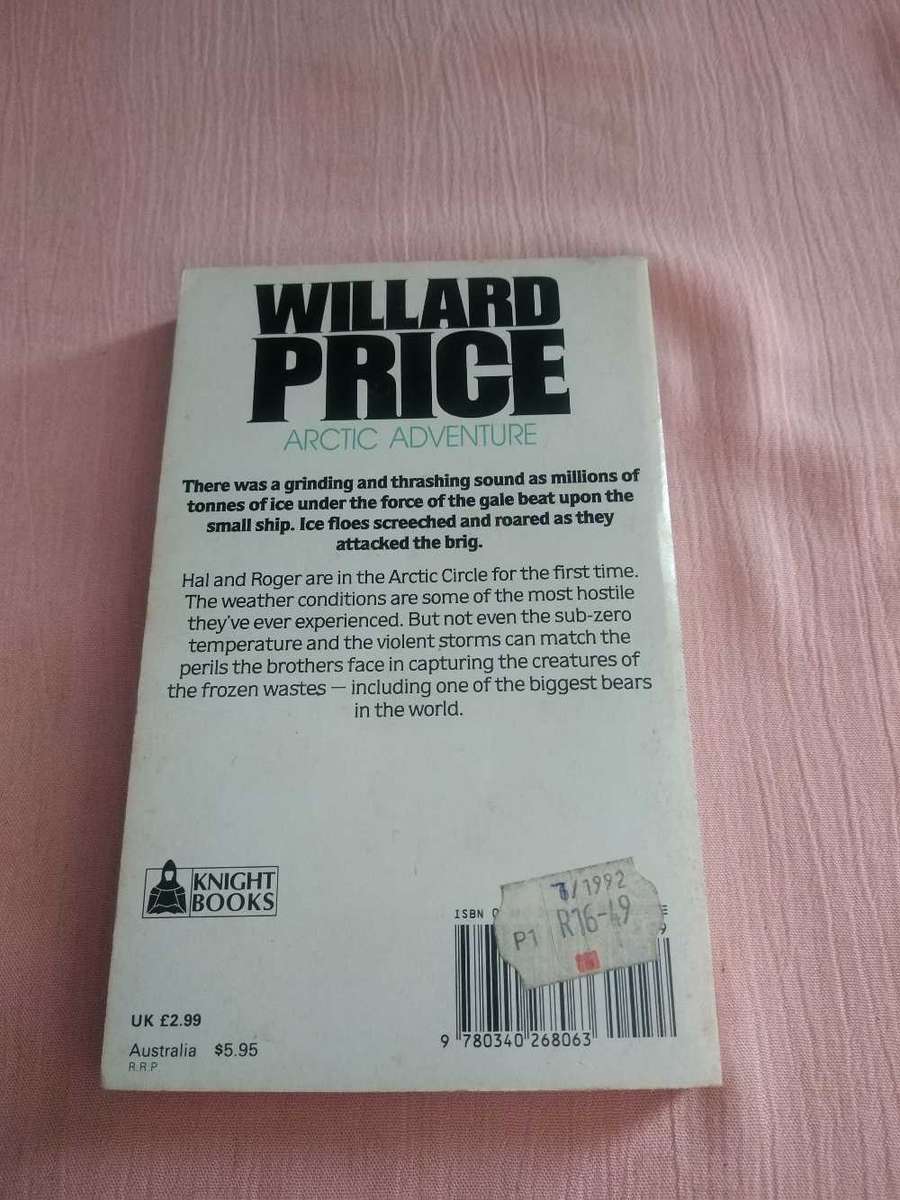 WILLARD
PRICE
ARCTIC ADVENTURE
There was a grinding and thrashing sound as millions of
tonnes of ice under the force of the gale beat upon the
small ship. Ice floes screeched and roared as they
attacked the brig.
Hal and Roger are in the Arctic Circle for the first time.
The weather conditions are some of the most hostile
they've ever experienced. But not even the sub-zero
temperature and the violent storms can match the
perils the brothers face in capturing the creatures of
the frozen wastes — including one of the biggest bears
in the world.
KNIGHT
BOOKS
/1992
P1 R16-49
ISBN 0
9 780340 268063
UK £2.99
Australia $5.95
R.R.P